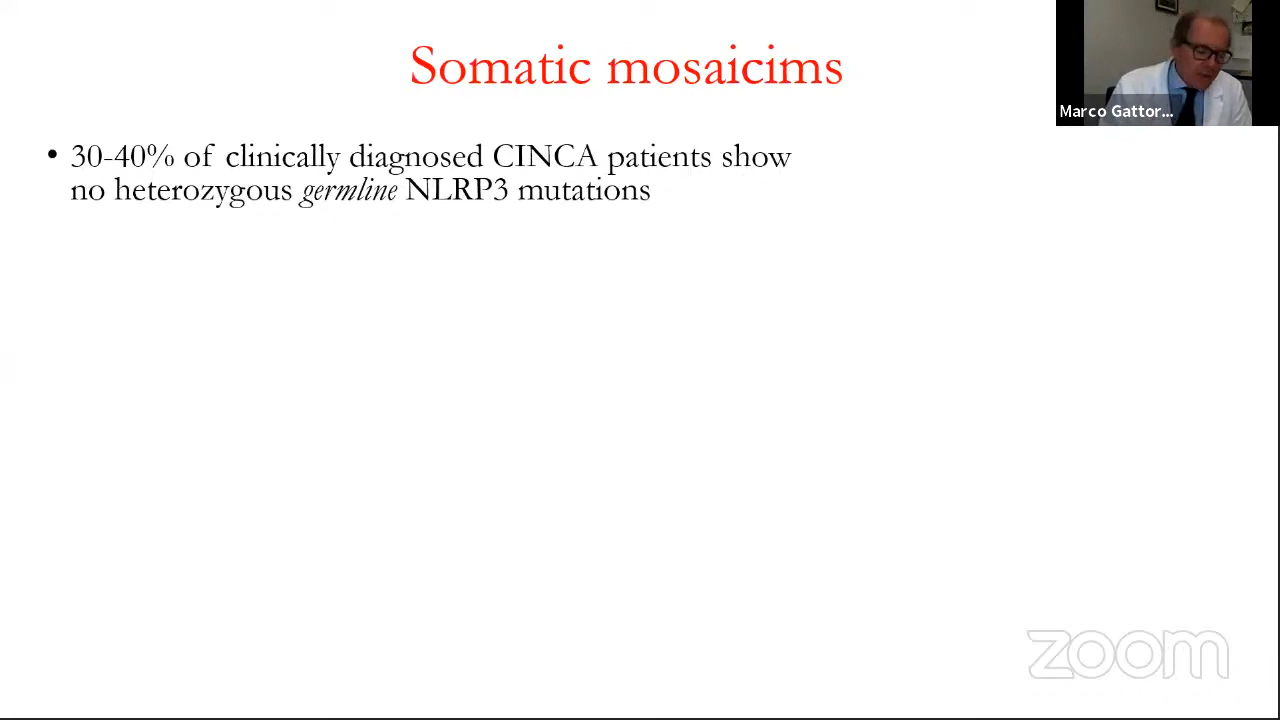 Somatic mosaicims
Marco Gattor...
• 30-40% of clinically diagnosed CINCA patients show
no heterozygous germline NLRP3 mutations
zoom